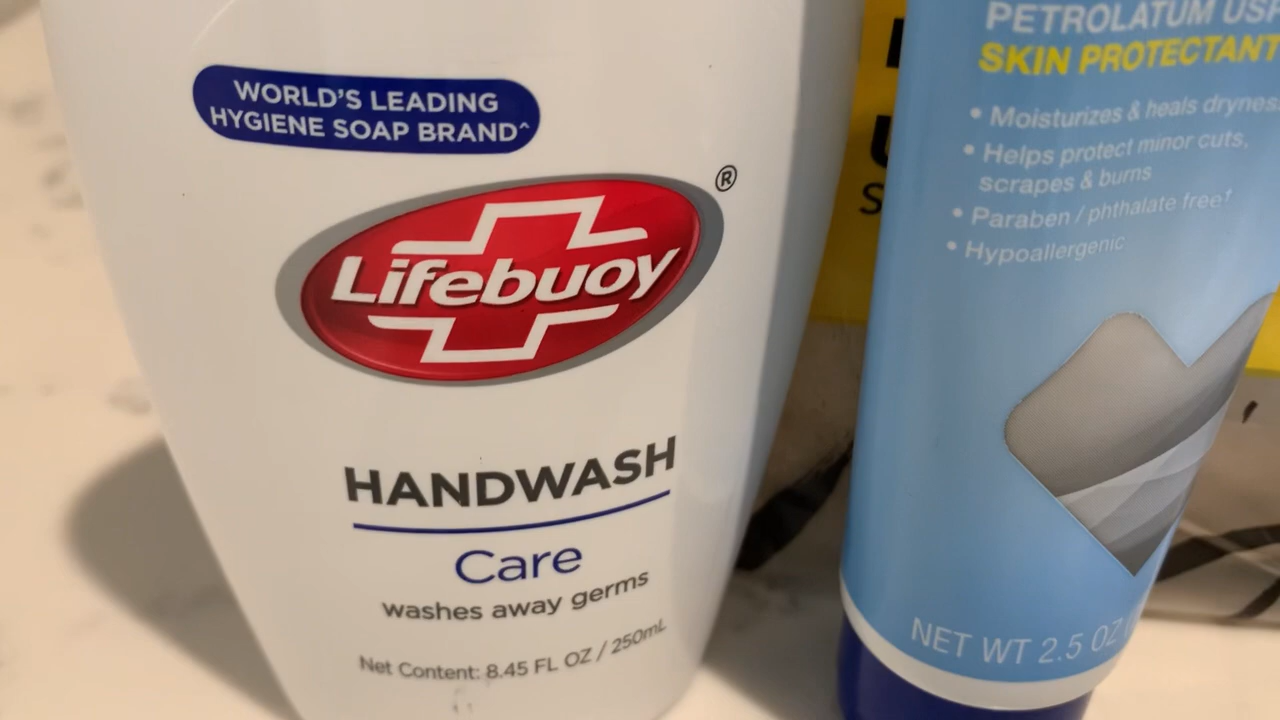 WORLD'S LEADING
HYGIENE SOAP BRAND^
®
Lifebuoy
HANDWASH
Care
washes away germs
Net Content: 8.45 FL OZ / 250mL
PETROLATUM
SKIN PROTECTANT
• Moisturizes & heals
• Helps protect minor cuts,
scrapes & burns
• Paraben / phthalate free†
• Hypoallergenic
NET WT 2.5 OZ